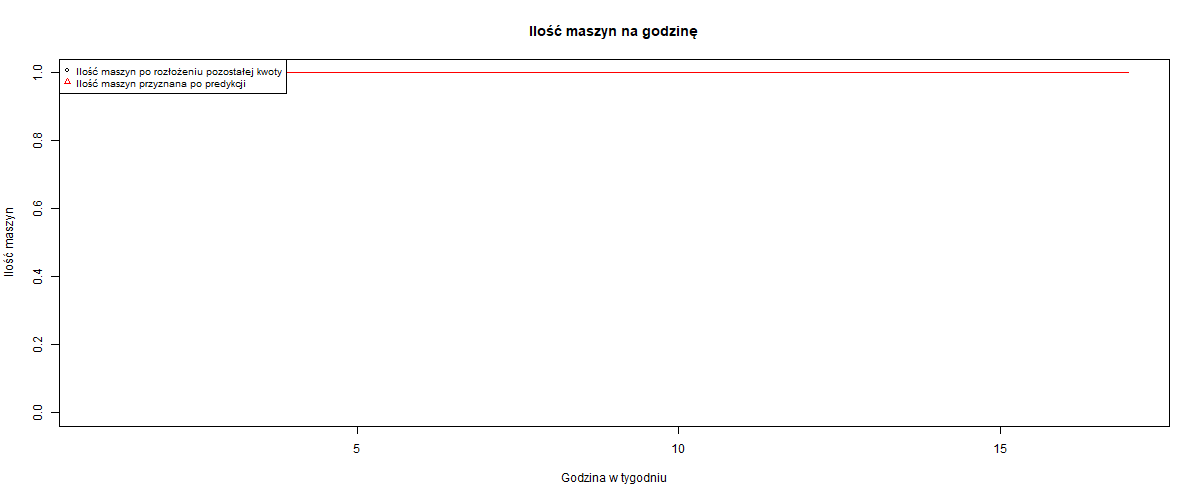 Ilość maszyn na godzinę
Ilość maszyn po rozłożeniu pozostałej kwoty
Ilość maszyn przyznana po predykcji
Ilość maszyn
1.0
0.8
0.6
0.4
0.2
0.0
5
10
15
Godzina w tygodniu